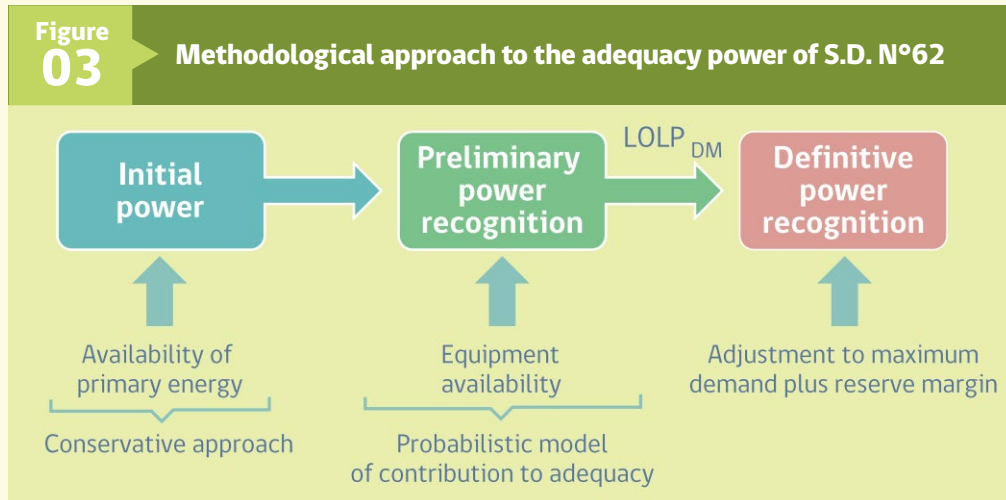 Figure
03
Methodological approach to the adequacy power of S.D. N°62
Initial
power
Preliminary
power
recognition
LOLP DM
Definitive
power
recognition
Availability of
primary energy
Conservative approach
Equipment
availability
Probabilistic model
of contribution to adequacy
Adjustment to maximum
demand plus reserve margin